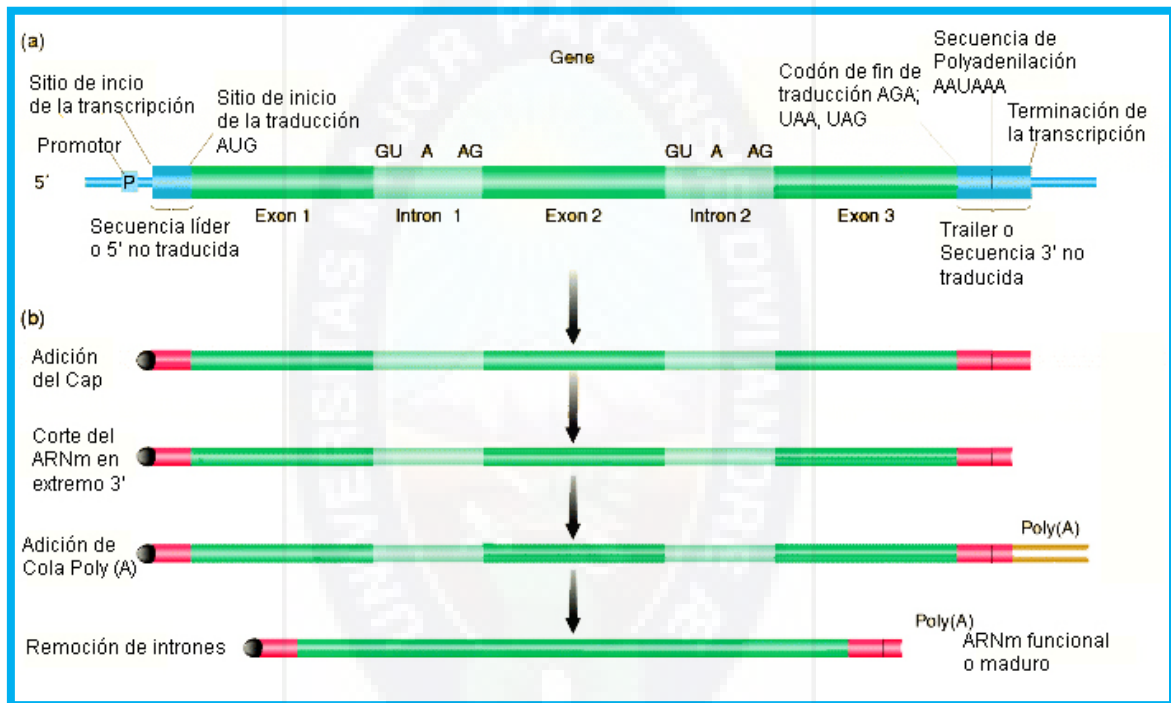 (a)
Gene
Secuencia de
Polyadenilación
AAUAAA
Sitio de incio
de la transcripción
Sitio de inicio
de la traducción
AUG
Codón de fin de
traducción AGA;
UAA, UAG
Terminación de
la transcripción
Promotor
GU A AG
GU A AG
5´
P
Exon 1
Intron 1
Exon 2
Intron 2
Exon 3
Secuencia líder
o 5' no traducida
Trailer o
Secuencia 3' no
traducida
(b)
Adición
del Cap
Corte del
ARNm en
extremo 3'
Adición de
Cola Poly (A)
Poly(A)
Remoción de intrones
Poly(A)
ARNm funcional
o maduro